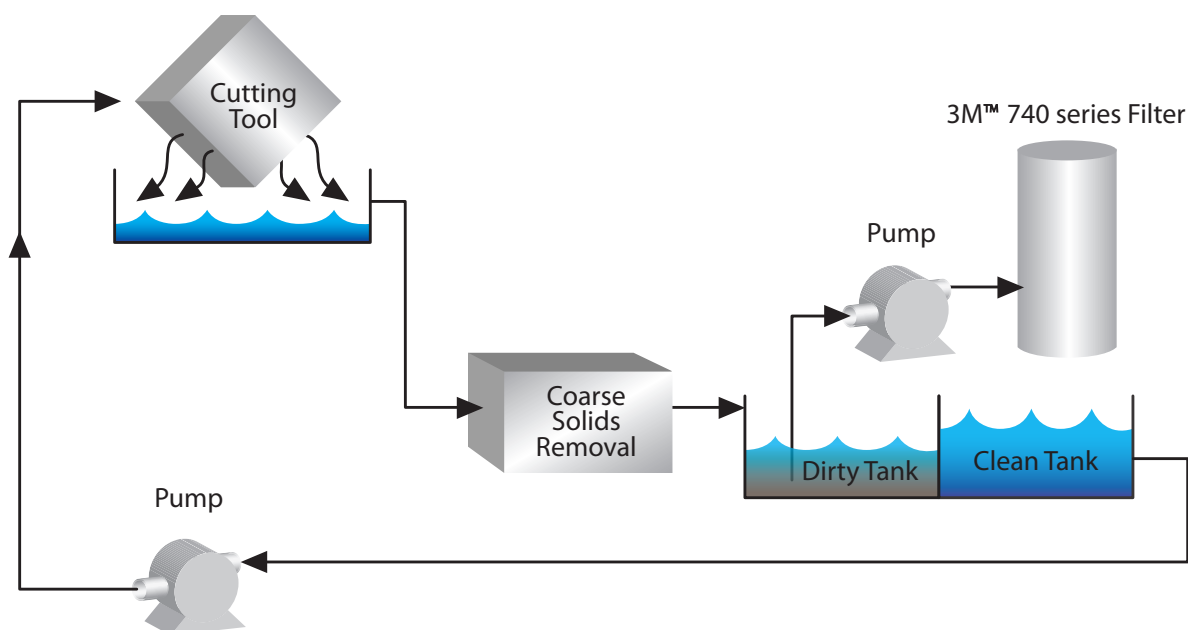 Cutting
Tool
3M™ 740 series Filter
Pump
Coarse
Solids
Removal
Dirty Tank
Clean Tank
Pump